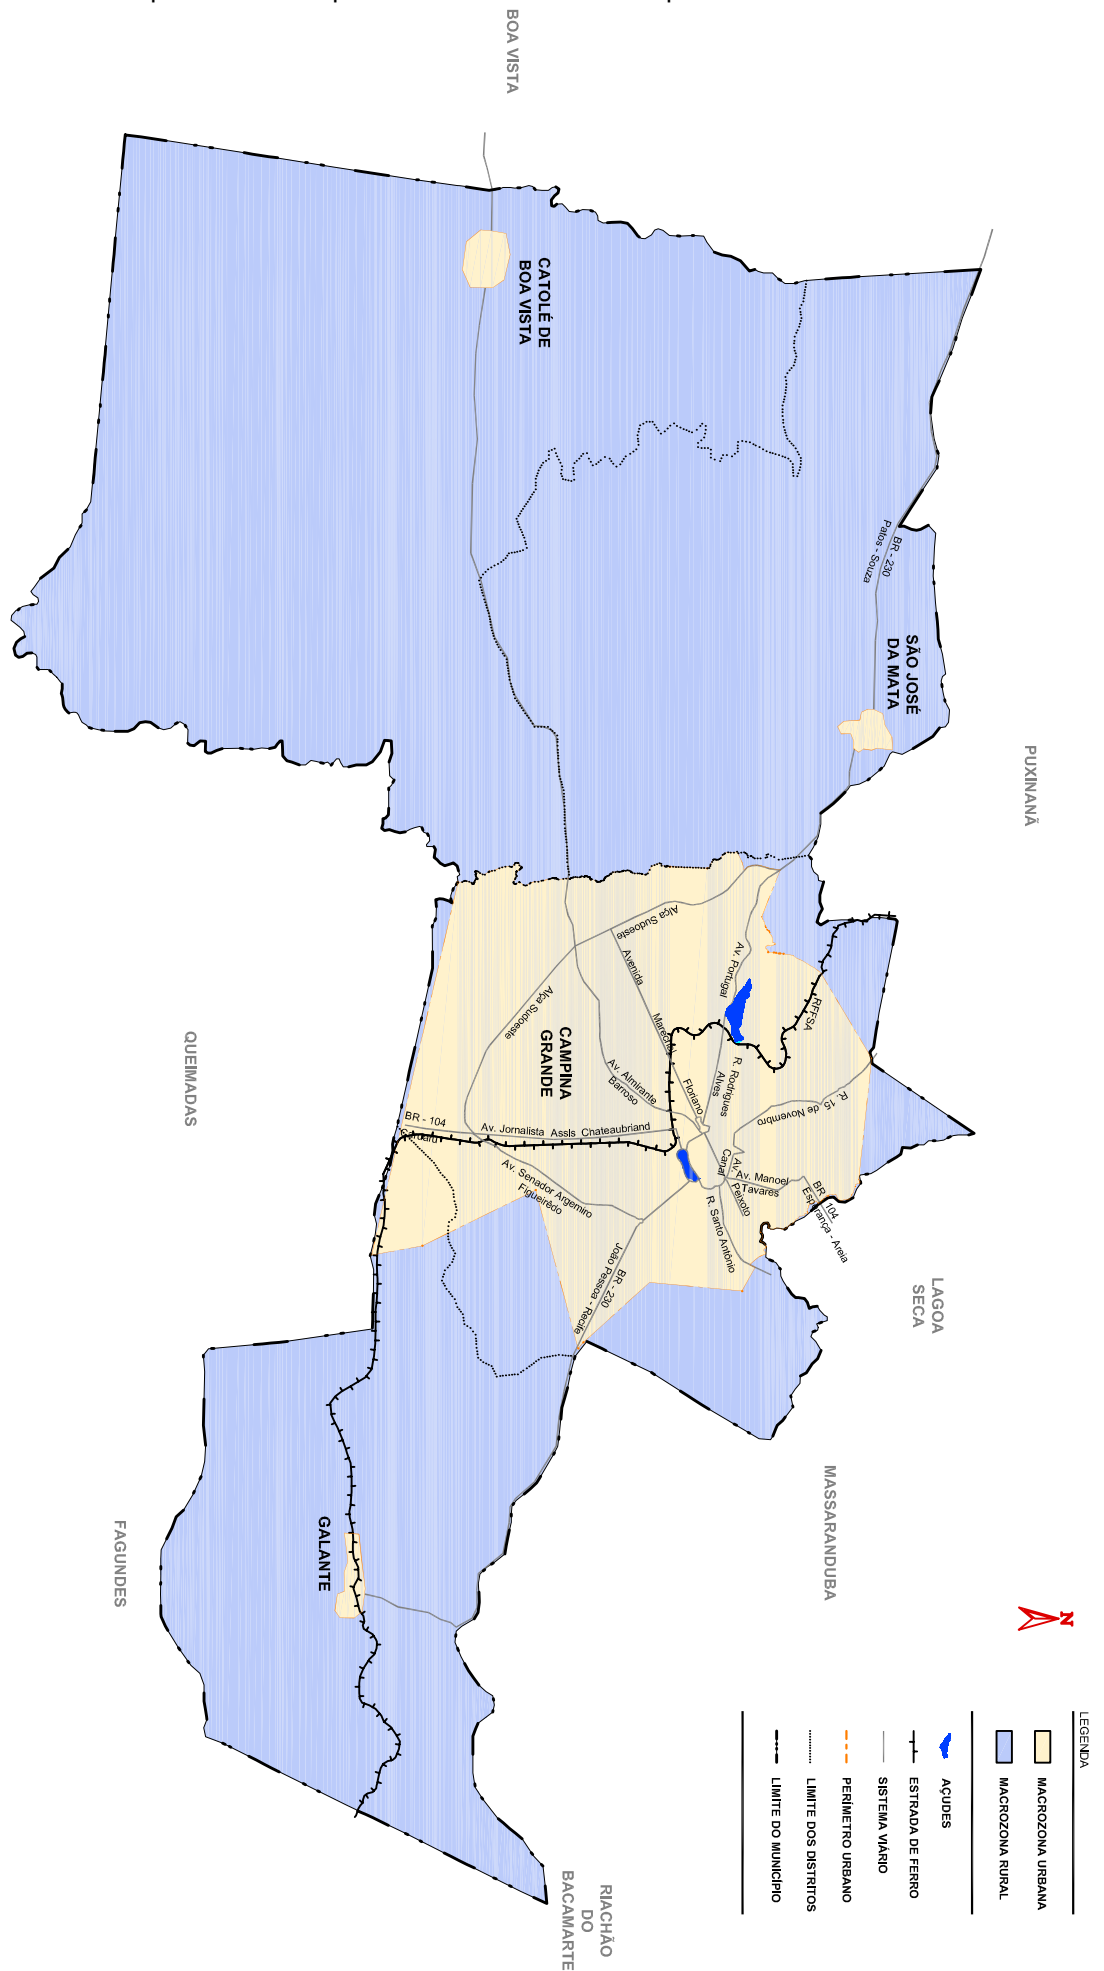 BOA VISTA
CATOLÉ DE
BOA VISTA
BR - 230
Patos - Souza
SÃO JOSÉ
DA MATA
PUXINANÃ
Alça Sudoeste
Avenida
Marechal
Floriano
Av. Portugal
RFFSA
Alça Sudoeste
CAMPINA
GRANDE
Av. Almirante
Barroso
R. Rodrigues
Alves
R. 15 de Novembro
BR - 104
Caruaru
Av. Jornalista Assis Chateaubriand
Canal
Av.
Peixoto
Av. Manoel
Tavares
BR - 104
Esperança - Areia
Av. Senador Argemiro
Figueirêdo
R. Santo Antônio
BR - 230
João Pessoa - Recife
QUEIMADAS
LAGOA
SECA
MASSARANDUBA
GALANTE
FAGUNDES
RIACHÃO
DO
BACAMARTE
N
LEGENDA
MACROZONA URBANA
MACROZONA RURAL
AÇUDES
ESTRADA DE FERRO
SISTEMA VIÁRIO
PERÍMETRO URBANO
LIMITE DOS DISTRITOS
LIMITE DO MUNICÍPIO